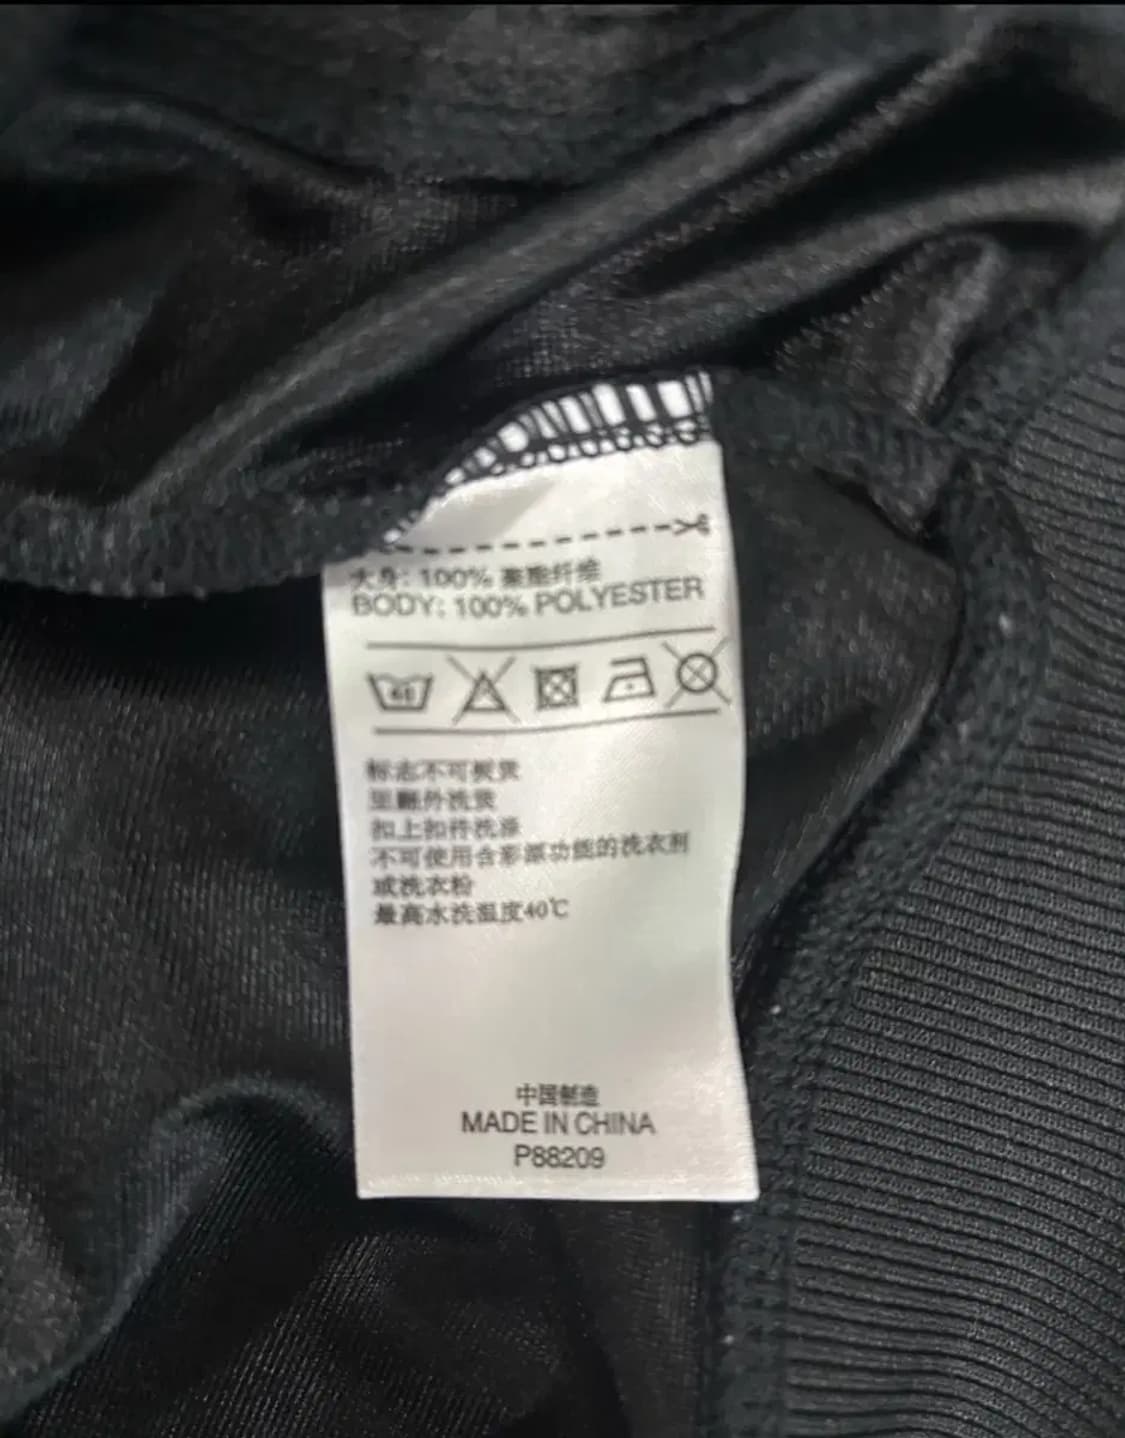 大身: 100% 聚酯纤维
BODY: 100% POLYESTER
40
标志不可熨烫
里翻外洗烫
扣上扣件洗涤
不可使用含彩漂功能的洗衣剂
或洗衣粉
最高水洗温度40℃
中国制造
MADE IN CHINA
P88209